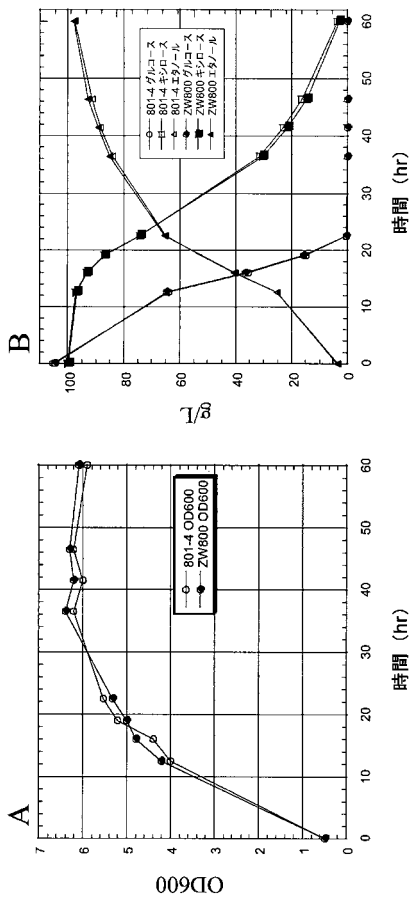 A
7
6
5
4
3
2
1
0
OD600
0
10
20
30
40
50
60
時間 (hr)
801-4 OD600
ZW800 OD600
B
100
80
60
40
20
0
g/L
0
10
20
30
40
50
60
時間 (hr)
801-4 グルコース
801-4 キシロース
801-4 エタノール
ZW800 グルコース
ZW800 キシロース
ZW800 エタノール